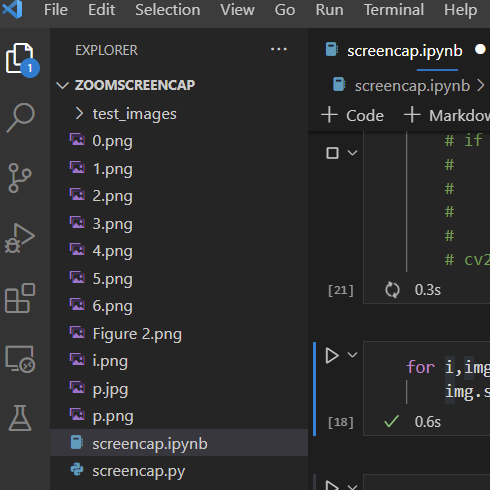 File Edit Selection View Go Run Terminal Help
EXPLORER ...
screencap.ipynb
1
ZOOMSCREENCAP
screencap.ipynb
test_images
Code Markdow
0.png
1.png
2.png
3.png
4.png
5.png
6.png
Figure 2.png
i.png
p.jpg
p.png
screencap.ipynb
screencap.py
# if
#
#
#
#
# cv2
[21] 0.3s
for i,img
img.s
[18] 0.6s